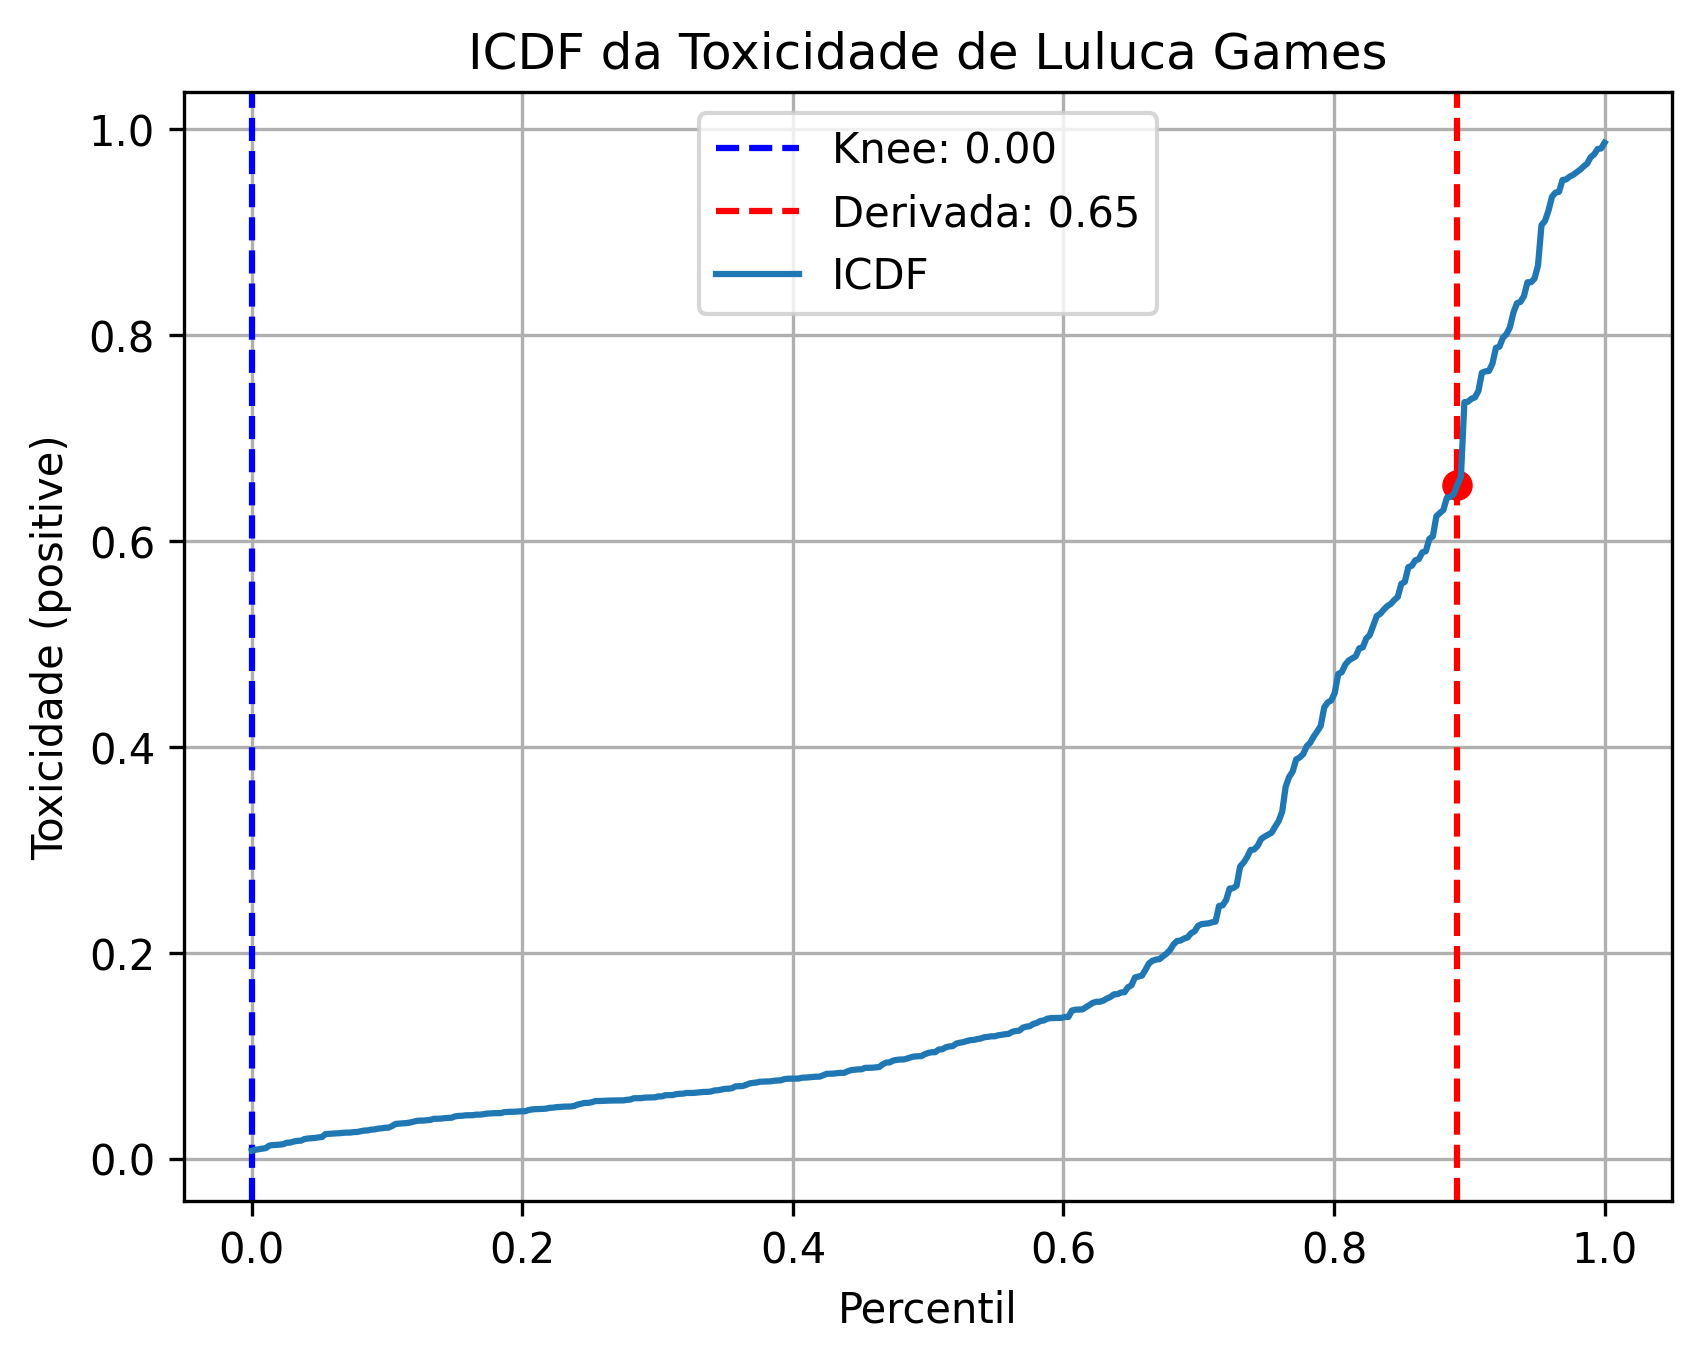 ICDF da Toxicidade de Luluca Games
Knee: 0.00
Derivada: 0.65
ICDF
Toxicidade (positive)
1.0
0.8
0.6
0.4
0.2
0.0
0.0 0.2 0.4 0.6 0.8 1.0
Percentil